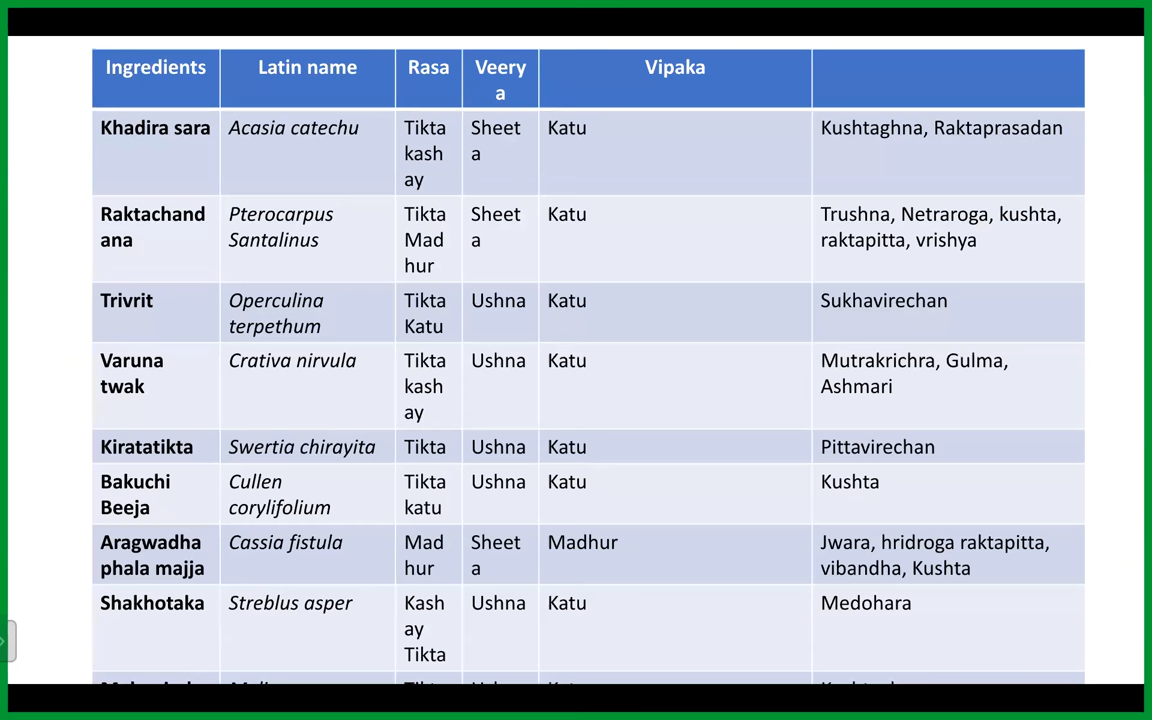 Ingredients Latin name Rasa Veery Vipaka
a
Khadira sara Acasia catechu Tikta Sheet Katu Kushtaghna, Raktaprasadan
kash a
ay
Raktachand Pterocarpus Tikta Sheet Katu Trushna, Netraroga, kushta,
ana Santalinus Mad a raktapitta, vrishya
hur
Trivrit Operculina Tikta Ushna Katu Sukhavirechan
terpethum Katu
Varuna Crativa nirvula Tikta Ushna Katu Mutrakrichra, Gulma,
twak kash Ashmari
ay
Kiratatikta Swertia chirayita Tikta Ushna Katu Pittavirechan
Bakuchi Cullen Tikta Ushna Katu Kushta
Beeja corylifolium katu
Aragwadha Cassia fistula Mad Sheet Madhur Jwara, hridroga raktapitta,
phala majja hur a vibandha, Kushta
Shakhotaka Streblus asper Kash Ushna Katu Medohara
ay
Tikta